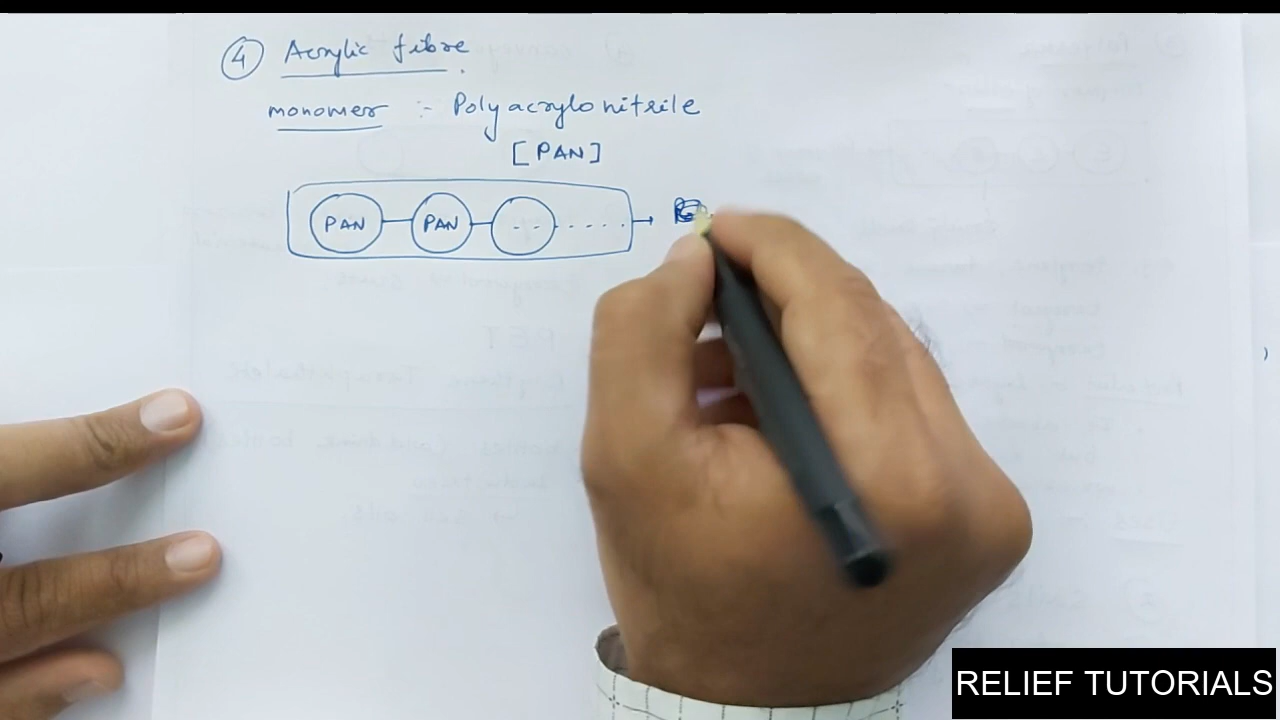 ④ Acrylic fibre
monomer :- Polyacrylonitrile
[PAN]
PAN PAN
RELIEF TUTORIALS